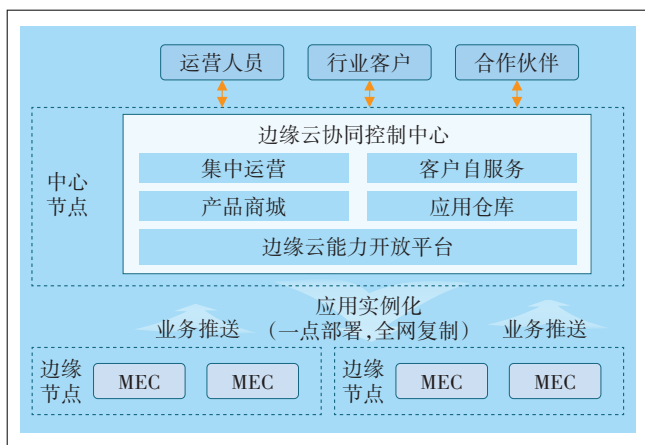 运营人员 行业客户 合作伙伴
边缘云协同控制中心
集中运营 客户自服务
中心
节点
产品商城 应用仓库
边缘云能力开放平台
应用实例化
业务推送 (一点部署,全网复制) 业务推送
边缘
节点
MEC MEC
边缘
节点
MEC MEC